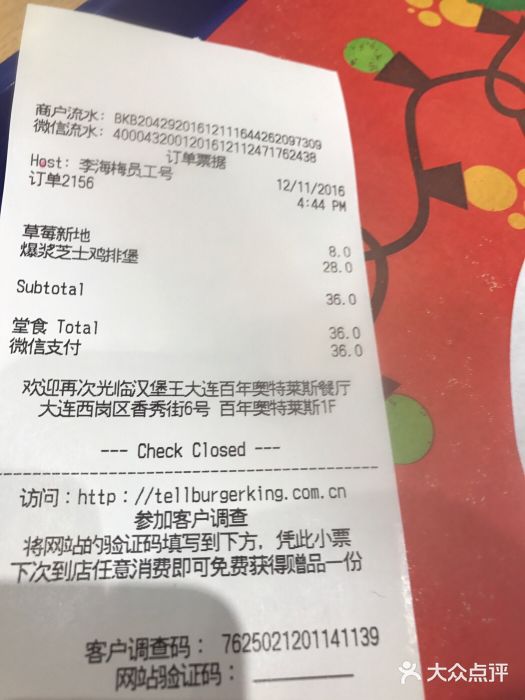 商户流水: BKB20429201612111644262097309
微信流水: 4000432001201612112471762438
订单票据
Host: 李海梅员工号
订单2156 12/11/2016
4:44 PM
草莓新地 8.0
爆浆芝士鸡排堡 28.0
Subtotal 36.0
堂食 Total 36.0
微信支付 36.0
欢迎再次光临汉堡王大连百年奥特莱斯餐厅
大连西岗区香秀街6号 百年奥特莱斯1F
--- Check Closed ---
访问:http://tellburgerking.com.cn
参加客户调查
将网站的验证码填写到下方, 凭此小票
下次到店任意消费即可免费获得赠品一份
客户调查码: 7625021201141139
网站验证码: ________
大众点评